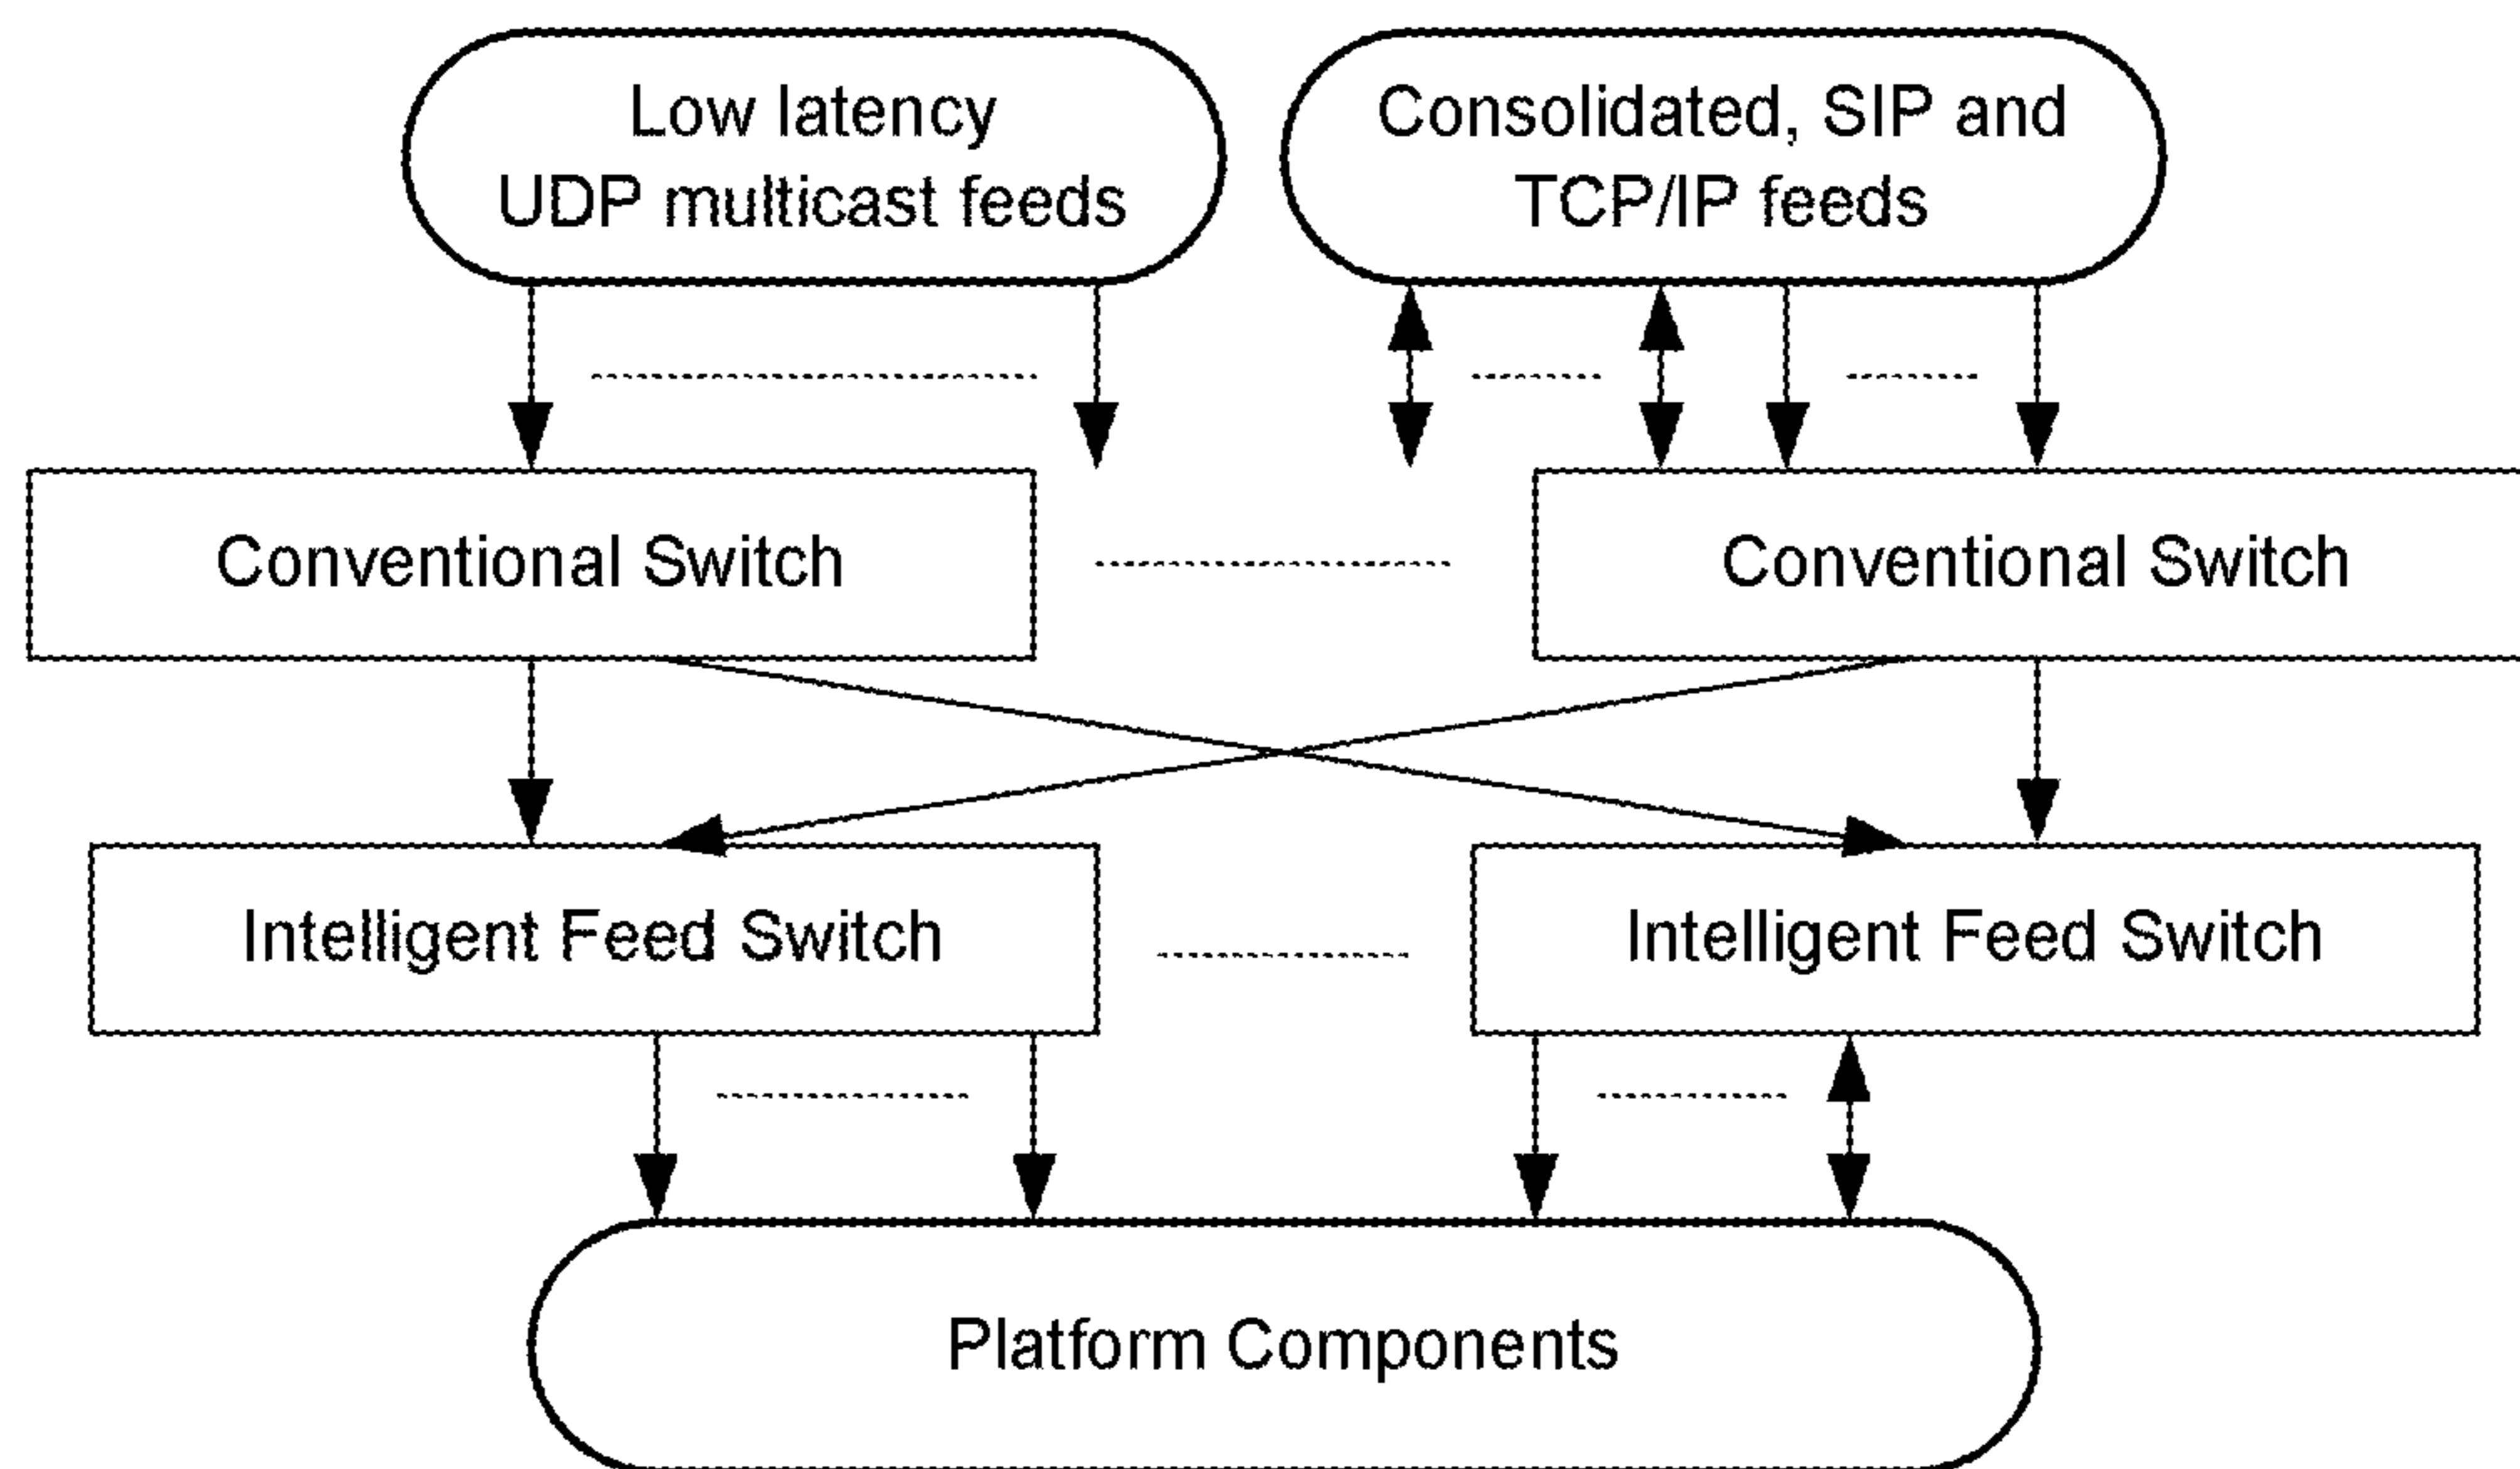 Low latency
UDP multicast feeds
Consolidated, SIP and
TCP/IP feeds
Conventional Switch
Conventional Switch
Intelligent Feed Switch
Intelligent Feed Switch
Platform Components